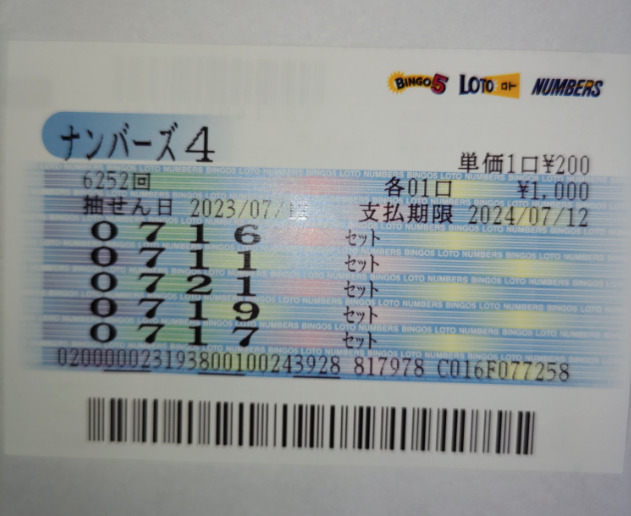 BINGO5 LOTO ロト NUMBERS
ナンバーズ4
単価1口¥200
6252回 各01口 ¥1,000
抽せん日 2023/07/ 支払期限 2024/07/12
0716 セット
0711 セット
0721 セット
0719 セット
0717 セット
020000023193800100243928 817978 C016F077258